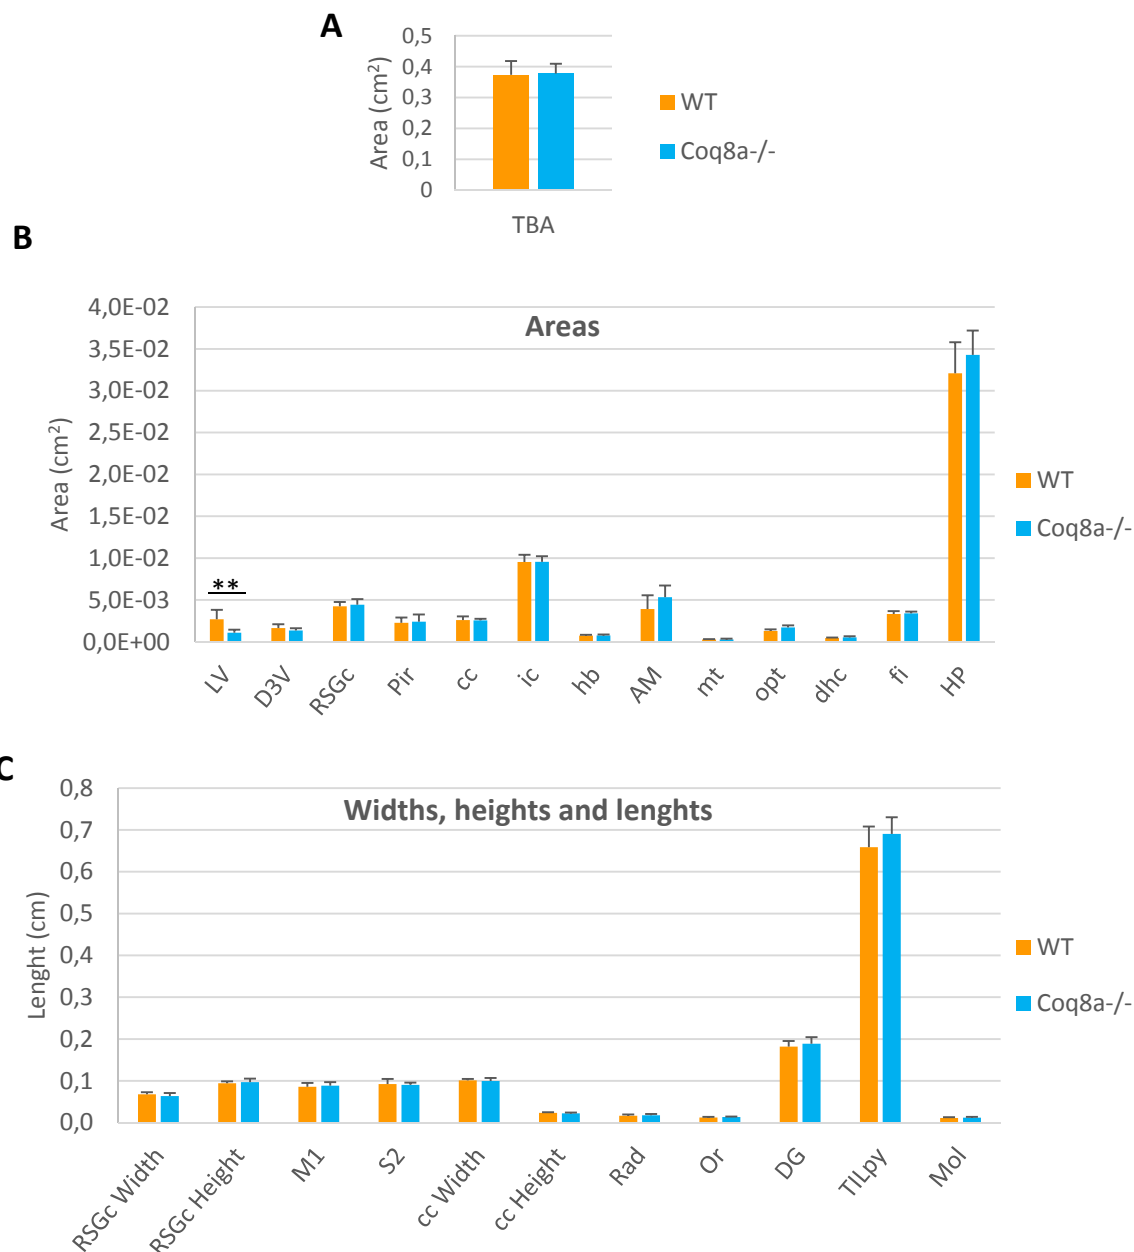 A
0,5
0,4
0,3
0,2
0,1
0
Area (cm²)
TBA
WT
Coq8a-/-
B
Areas
4,0E-02
3,5E-02
3,0E-02
2,5E-02
2,0E-02
1,5E-02
1,0E-02
5,0E-03
0,0E+00
Area (cm²)
**
LV
D3V
RSGc
Pir
cc
ic
hb
AM
mt
opt
dhc
fi
HP
WT
Coq8a-/-
C
Widths, heights and lenghts
0,8
0,7
0,6
0,5
0,4
0,3
0,2
0,1
0,0
Lenght (cm)
RSGc Width
RSGc Height
M1
S2
cc Width
cc Height
Rad
Or
DG
TILpy
Mol
WT
Coq8a-/-